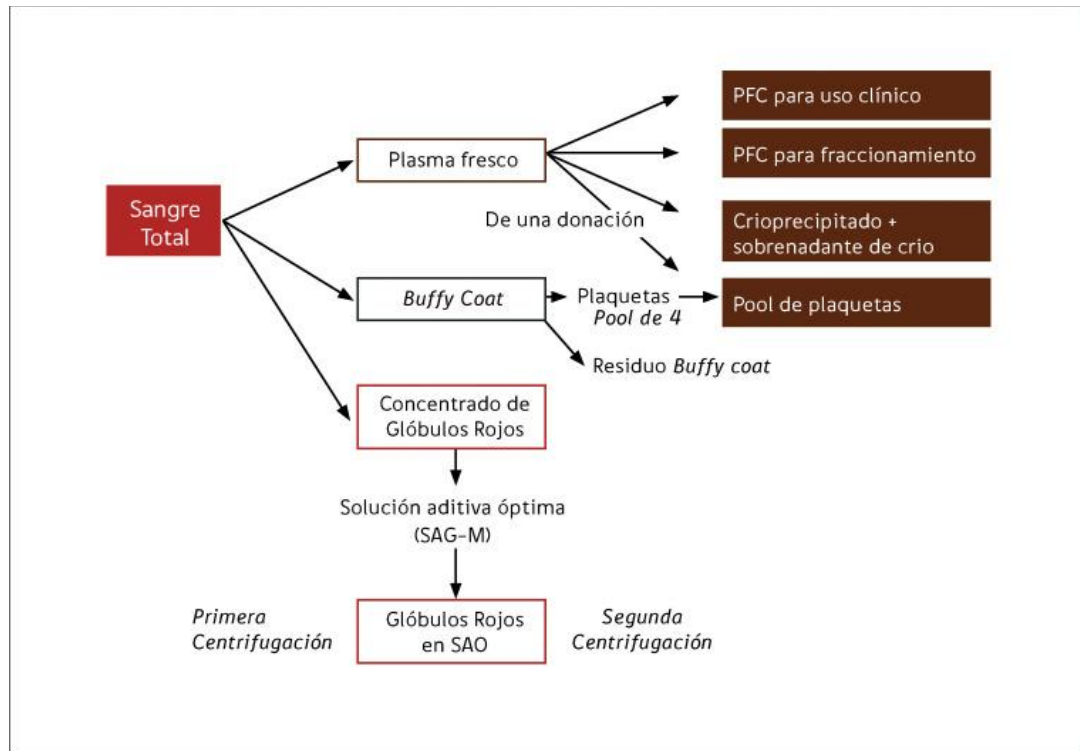 PFC para uso clínico
Plasma fresco
PFC para fraccionamiento
Sangre
Total
De una donación
Crioprecipitado +
sobrenadante de crio
Buffy Coat
Plaquetas
Pool de 4
Pool de plaquetas
Residuo Buffy coat
Concentrado de
Glóbulos Rojos
Solución aditiva óptima
(SAG-M)
Primera
Centrifugación
Glóbulos Rojos
en SAO
Segunda
Centrifugación